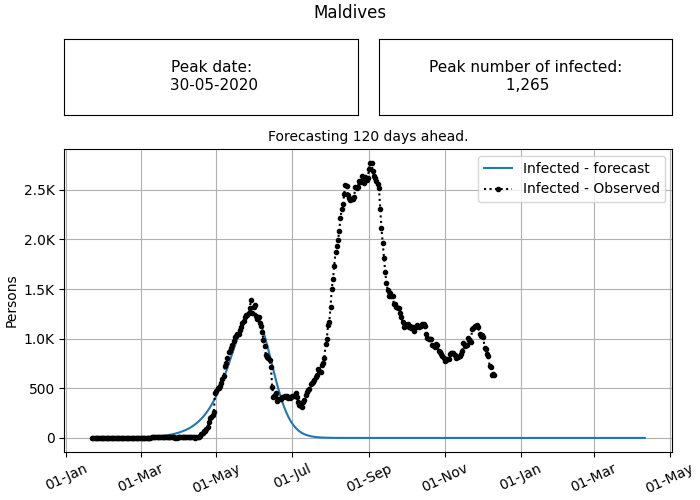 Maldives
Peak date:
30-05-2020
Peak number of infected:
1,265
Forecasting 120 days ahead.
Infected - forecast
Infected - Observed
Persons
2.5K
2.0K
1.5K
1.0K
500
0
01-Jan
01-Mar
01-May
01-Jul
01-Sep
01-Nov
01-Jan
01-Mar
01-May